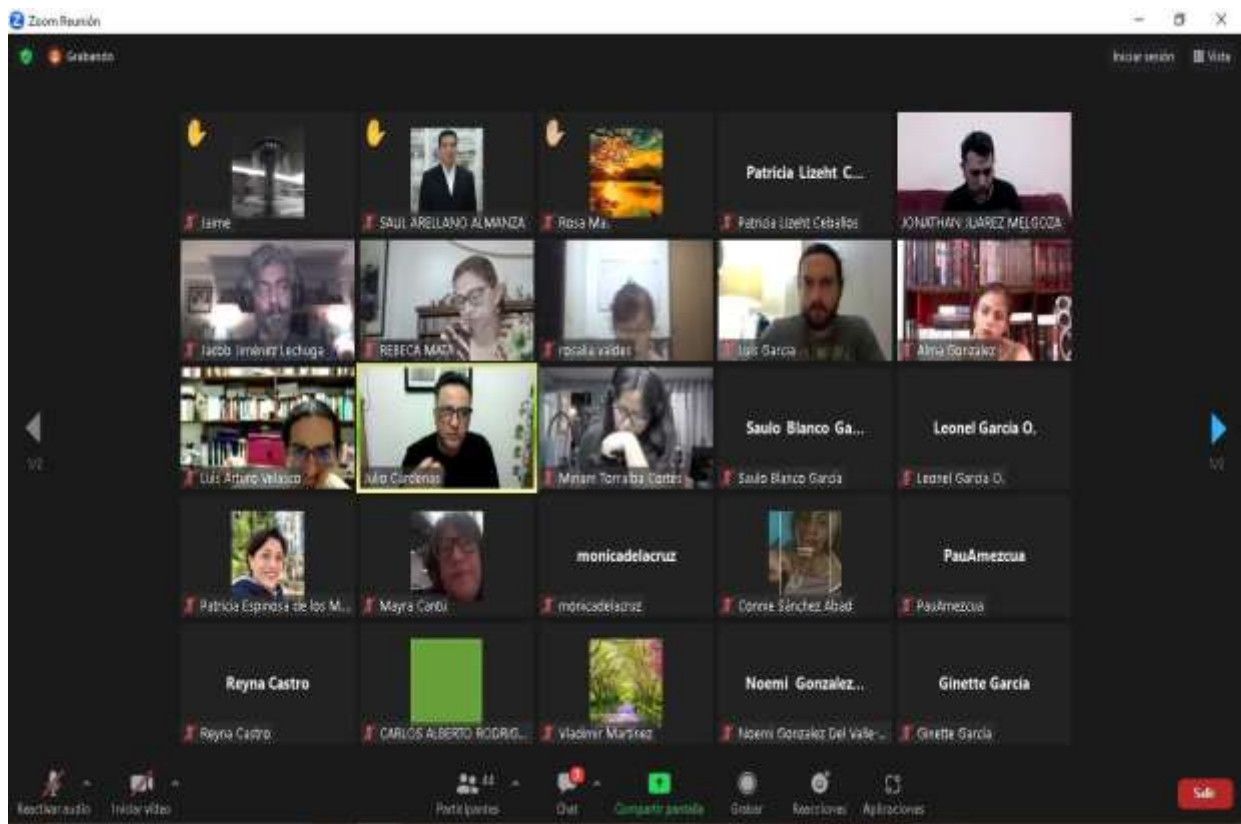 Zoom Reunión
Grabando
Iniciar sesión
Vista
Jaime
SAUL ARELLANO ALMANZA
Rosa Ma.
Patricia Lizeht C...
Patricia Lizeht Ceballos
JONATHAN JUAREZ MELGOZA
Jacob Jiménez Lechuga
REBECA MATA
rosalia valdes
Luis Garcia
Alma Gonzalez
Luis Arturo Velasco
Julio Cardenas
Miriam Torralba Cortes
Saulo Blanco Ga...
Saulo Blanco Garcia
Leonel Garcia O.
Leonel Garcia O.
1/2
1/2
Patricia Espinosa de los M...
Mayra Cantu
monicadelacruz
monicadelacruz
Connie Sánchez Abad
PauAmezcua
PauAmezcua
Reyna Castro
Reyna Castro
CARLOS ALBERTO RODRIG...
Vladimir Martinez
Noemi Gonzalez...
Noemi Gonzalez Del Valle-...
Ginette García
Ginette García
Reactivar audio
Iniciar video
44
Participantes
Chat
Compartir pantalla
Grabar
Reacciones
Aplicaciones
Salir